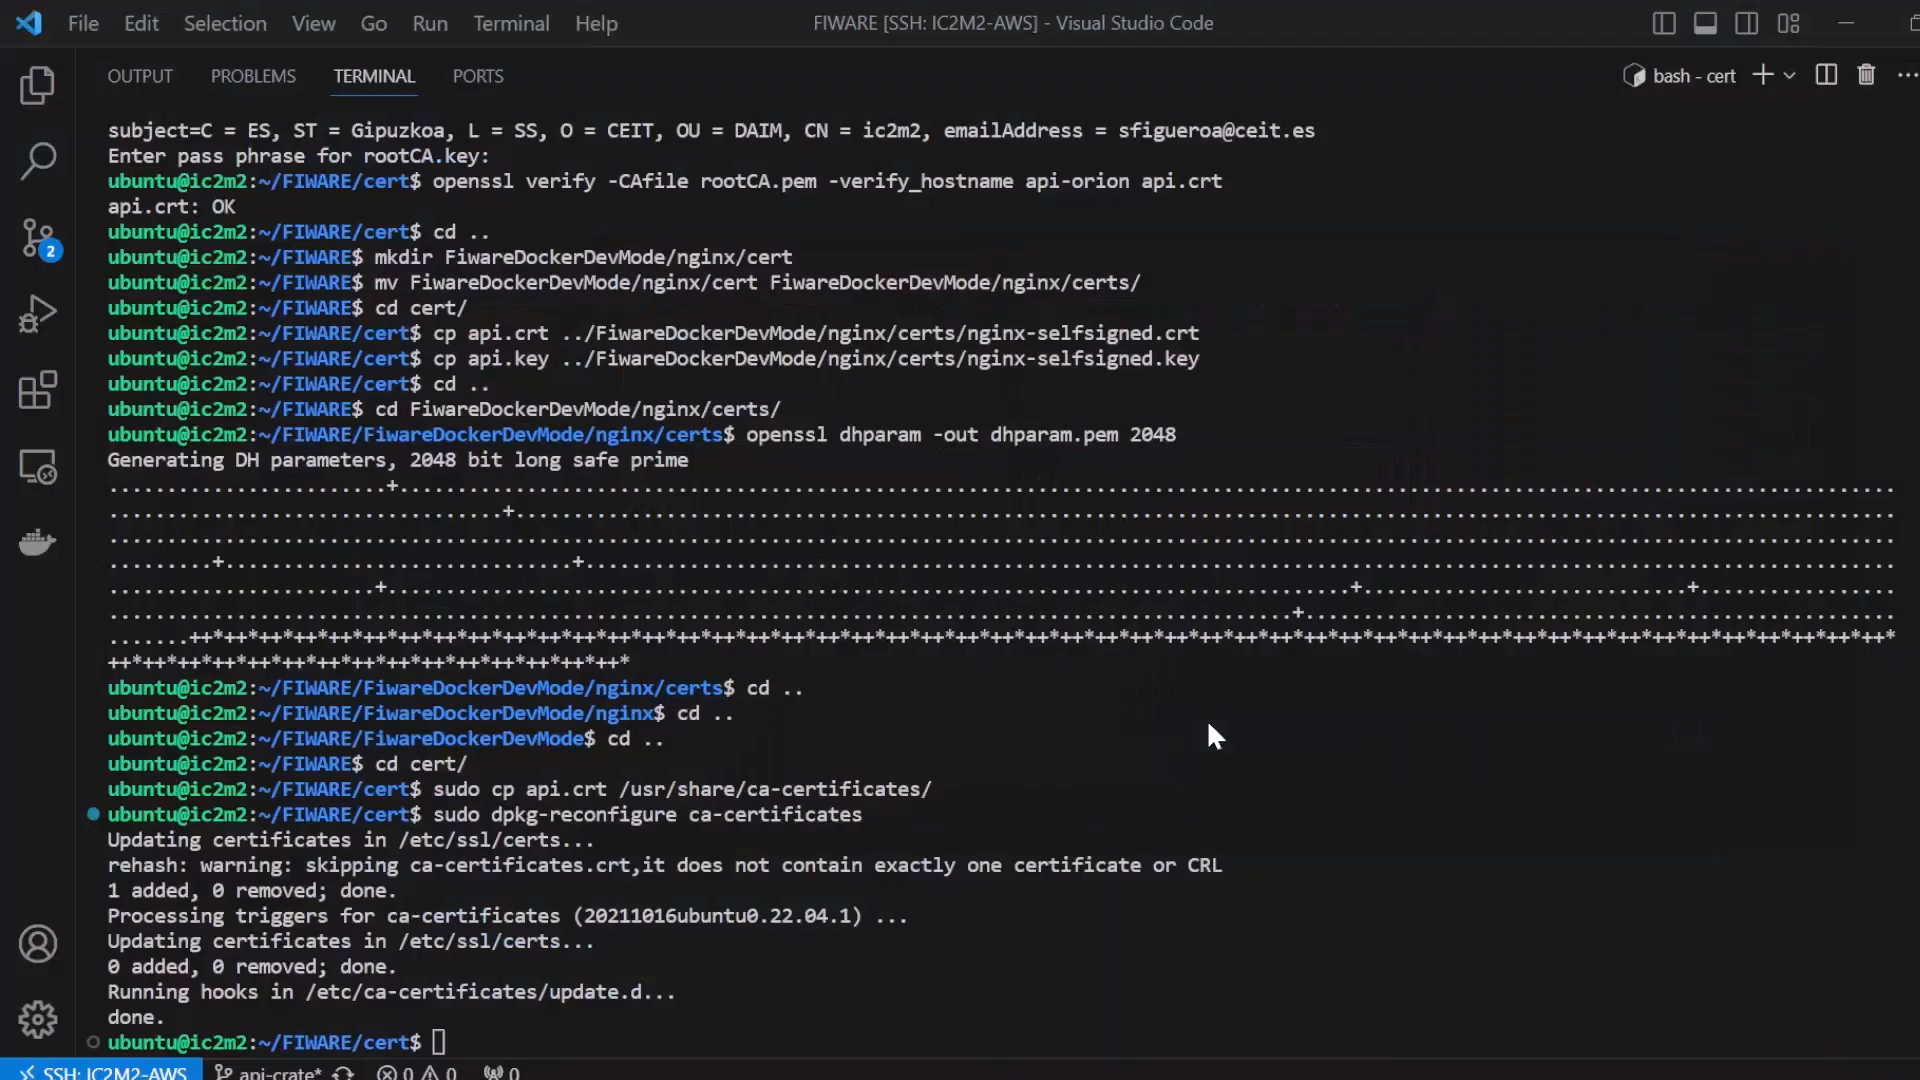 File Edit Selection View Go Run Terminal Help FIWARE [SSH: IC2M2-AWS] - Visual Studio Code
OUTPUT PROBLEMS TERMINAL PORTS bash - cert
subject=C = ES, ST = Gipuzkoa, L = SS, O = CEIT, OU = DAIM, CN = ic2m2, emailAddress = sfigueroa@ceit.es
Enter pass phrase for rootCA.key:
ubuntu@ic2m2:~/FIWARE/cert$ openssl verify -CAfile rootCA.pem -verify_hostname api-orion api.crt
api.crt: OK
ubuntu@ic2m2:~/FIWARE/cert$ cd ..
ubuntu@ic2m2:~/FIWARE$ mkdir FiwareDockerDevMode/nginx/cert
ubuntu@ic2m2:~/FIWARE$ mv FiwareDockerDevMode/nginx/cert FiwareDockerDevMode/nginx/certs/
ubuntu@ic2m2:~/FIWARE$ cd cert/
ubuntu@ic2m2:~/FIWARE/cert$ cp api.crt ../FiwareDockerDevMode/nginx/certs/nginx-selfsigned.crt
ubuntu@ic2m2:~/FIWARE/cert$ cp api.key ../FiwareDockerDevMode/nginx/certs/nginx-selfsigned.key
ubuntu@ic2m2:~/FIWARE/cert$ cd ..
ubuntu@ic2m2:~/FIWARE$ cd FiwareDockerDevMode/nginx/certs/
ubuntu@ic2m2:~/FIWARE/FiwareDockerDevMode/nginx/certs$ openssl dhparam -out dhparam.pem 2048
Generating DH parameters, 2048 bit long safe prime
2
ubuntu@ic2m2:~/FIWARE/FiwareDockerDevMode/nginx/certs$ cd ..
ubuntu@ic2m2:~/FIWARE/FiwareDockerDevMode/nginx$ cd ..
ubuntu@ic2m2:~/FIWARE/FiwareDockerDevMode$ cd ..
ubuntu@ic2m2:~/FIWARE$ cd cert/
ubuntu@ic2m2:~/FIWARE/cert$ sudo cp api.crt /usr/share/ca-certificates/
ubuntu@ic2m2:~/FIWARE/cert$ sudo dpkg-reconfigure ca-certificates
Updating certificates in /etc/ssl/certs...
rehash: warning: skipping ca-certificates.crt,it does not contain exactly one certificate or CRL
1 added, 0 removed; done.
Processing triggers for ca-certificates (20211016ubuntu0.22.04.1) ...
Updating certificates in /etc/ssl/certs...
0 added, 0 removed; done.
Running hooks in /etc/ca-certificates/update.d...
done.
ubuntu@ic2m2:~/FIWARE/cert$
SSH: IC2M2-AWS api-crate* 0 0 0